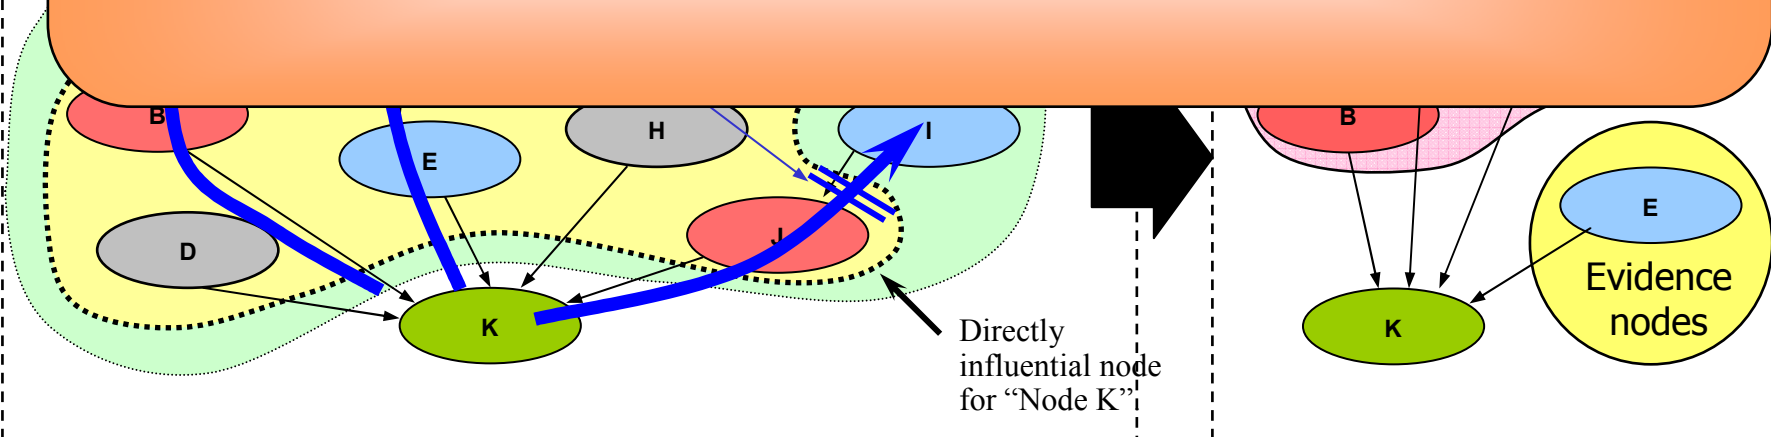 B
H
I
E
D
J
K
Directly
influential node
for “Node K”
B
E
Evidence
nodes
K